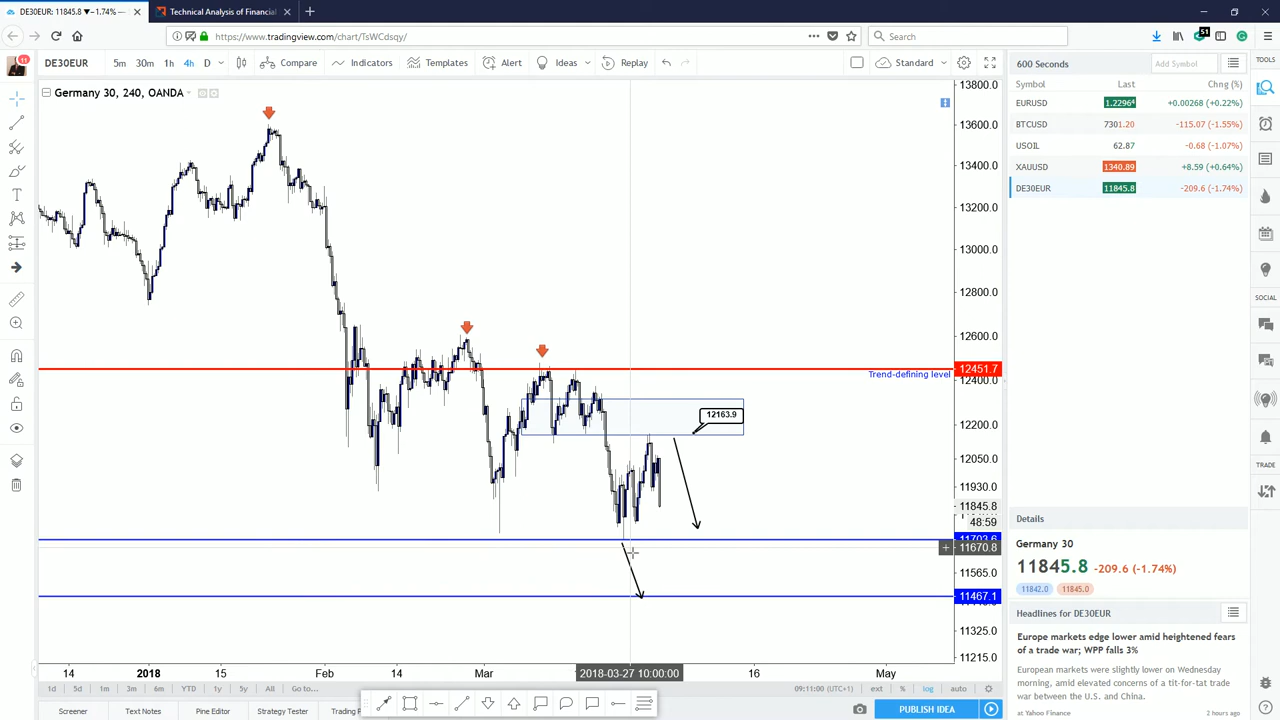 DE30EUR: 11845.8 ▼−1.74% —
Technical Analysis of Financial
https://www.tradingview.com/chart/TsWCdsqy/
Search
51
11
DE30EUR 5m 30m 1h 4h D Compare Indicators Templates Alert Ideas Replay Standard
Germany 30, 240, OANDA
13800.0
13600.0
13400.0
13200.0
13000.0
12800.0
12600.0
12451.7
Trend-defining level
12400.0
12163.9
12200.0
12050.0
11930.0
11845.8
48:59
11703.6
11670.8
11565.0
11467.1
11325.0
11215.0
14 2018 15 Feb 14 Mar 2018-03-27 10:00:00 16 May
1d 5d 1m 3m 6m YTD 1y 5y All Go to... 09:11:00 (UTC+1) ext % log auto
Screener Text Notes Pine Editor Strategy Tester Trading P PUBLISH IDEA
600 Seconds Add Symbol
Symbol Last Chng (%)
EURUSD 1.22964 +0.00268 (+0.22%)
BTCUSD 7301.20 -115.07 (-1.55%)
USOIL 62.87 -0.68 (-1.07%)
XAUUSD 1340.89 +8.59 (+0.64%)
DE30EUR 11845.8 -209.6 (-1.74%)
Details
Germany 30
11845.8 -209.6 (-1.74%)
11842.0 11845.0
Headlines for DE30EUR
Europe markets edge lower amid heightened fears
of a trade war; WPP falls 3%
European markets were slightly lower on Wednesday
morning, amid elevated concerns of a tit-for-tat trade
war between the U.S. and China.
at Yahoo Finance 2 hours ago
TOOLS
SOCIAL
TRADE